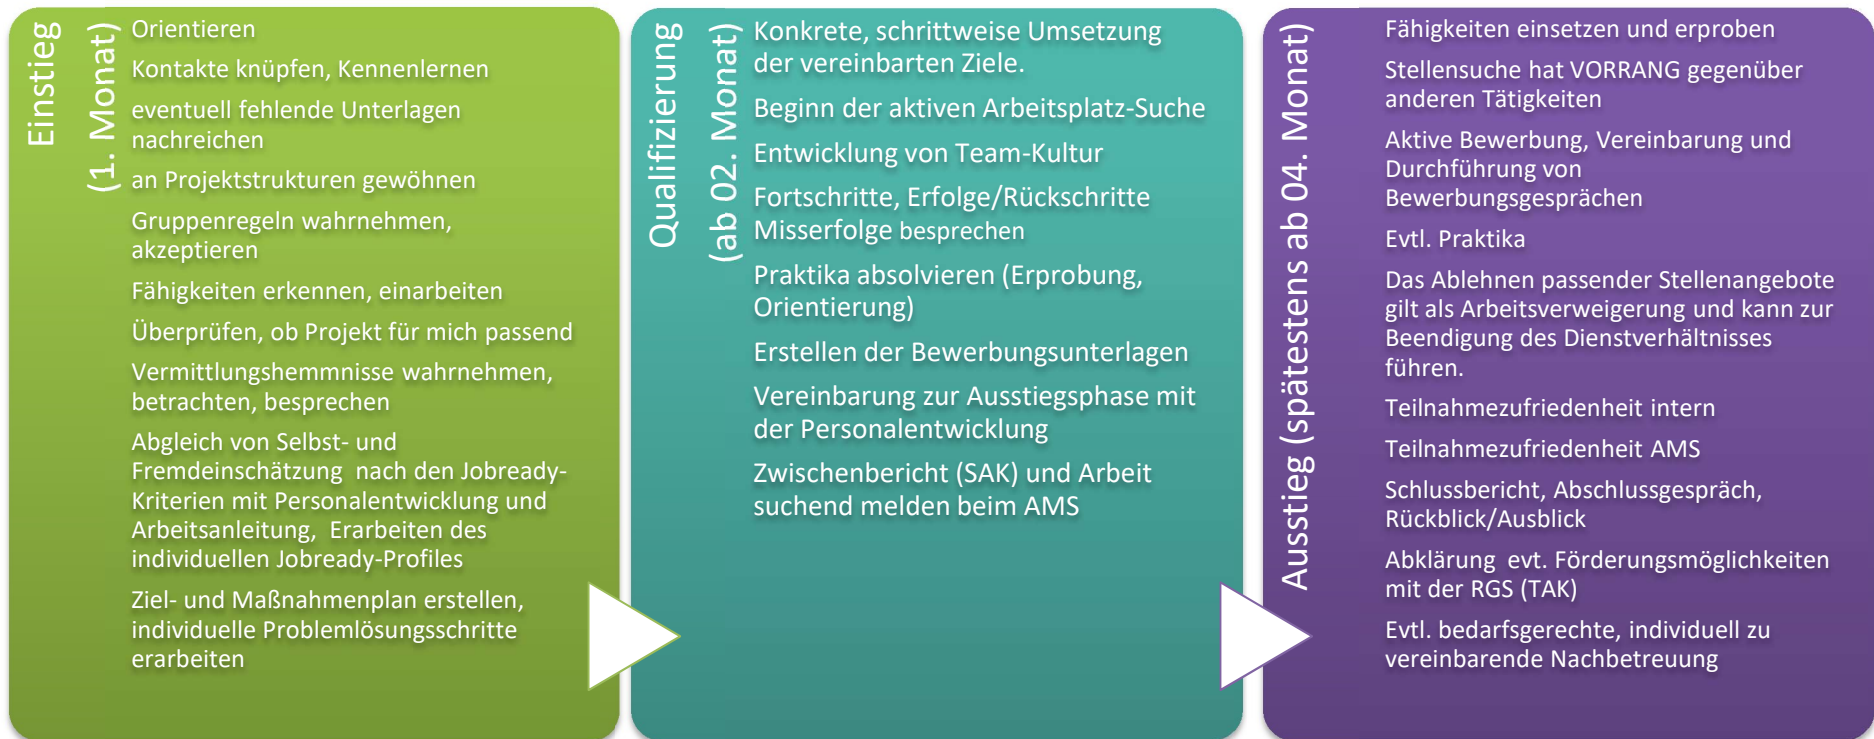 Einstieg
(1. Monat)
Orientieren
Kontakte knüpfen, Kennenlernen
eventuell fehlende Unterlagen
nachreichen
an Projektstrukturen gewöhnen
Gruppenregeln wahrnehmen,
akzeptieren
Fähigkeiten erkennen, einarbeiten
Überprüfen, ob Projekt für mich passend
Vermittlungshemmnisse wahrnehmen,
betrachten, besprechen
Abgleich von Selbst- und
Fremdeinschätzung nach den Jobready-
Kriterien mit Personalentwicklung und
Arbeitsanleitung, Erarbeiten des
individuellen Jobready-Profiles
Ziel- und Maßnahmenplan erstellen,
individuelle Problemlösungsschritte
erarbeiten
Qualifizierung
(ab 02. Monat)
Konkrete, schrittweise Umsetzung
der vereinbarten Ziele.
Beginn der aktiven Arbeitsplatz-Suche
Entwicklung von Team-Kultur
Fortschritte, Erfolge/Rückschritte
Misserfolge besprechen
Praktika absolvieren (Erprobung,
Orientierung)
Erstellen der Bewerbungsunterlagen
Vereinbarung zur Ausstiegsphase mit
der Personalentwicklung
Zwischenbericht (SAK) und Arbeit
suchend melden beim AMS
Ausstieg (spätestens ab 04. Monat)
Fähigkeiten einsetzen und erproben
Stellensuche hat VORRANG gegenüber
anderen Tätigkeiten
Aktive Bewerbung, Vereinbarung und
Durchführung von
Bewerbungsgesprächen
Evtl. Praktika
Das Ablehnen passender Stellenangebote
gilt als Arbeitsverweigerung und kann zur
Beendigung des Dienstverhältnisses
führen.
Teilnahmezufriedenheit intern
Teilnahmezufriedenheit AMS
Schlussbericht, Abschlussgespräch,
Rückblick/Ausblick
Abklärung evt. Förderungsmöglichkeiten
mit der RGS (TAK)
Evtl. bedarfsgerechte, individuell zu
vereinbarende Nachbetreuung